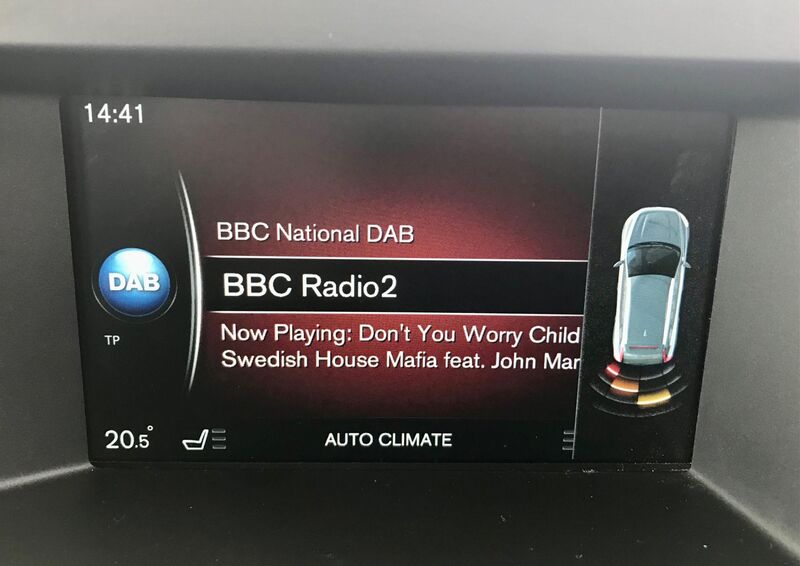 14:41
BBC National DAB
DAB
BBC Radio2
TP
Now Playing: Don't You Worry Child
Swedish House Mafia feat. John Mar
20.5°
AUTO CLIMATE